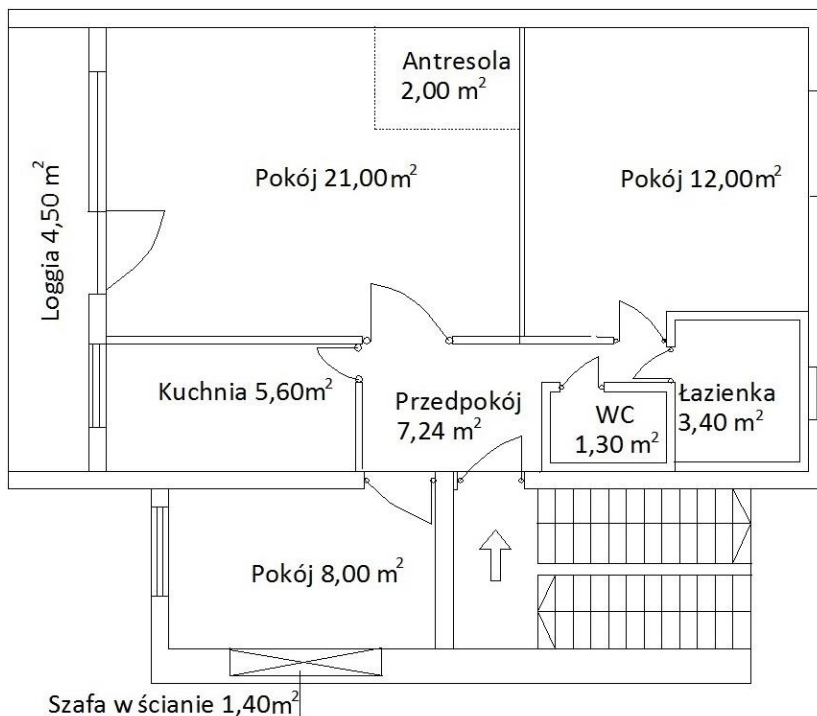 Antresola
2,00 m²
Pokój 21,00m²
Pokój 12,00m²
Loggia 4,50 m²
Kuchnia 5,60m²
Przedpokój
7,24 m²
WC
1,30 m²
Łazienka
3,40 m²
Pokój 8,00 m²
Szafa w ścianie 1,40m²